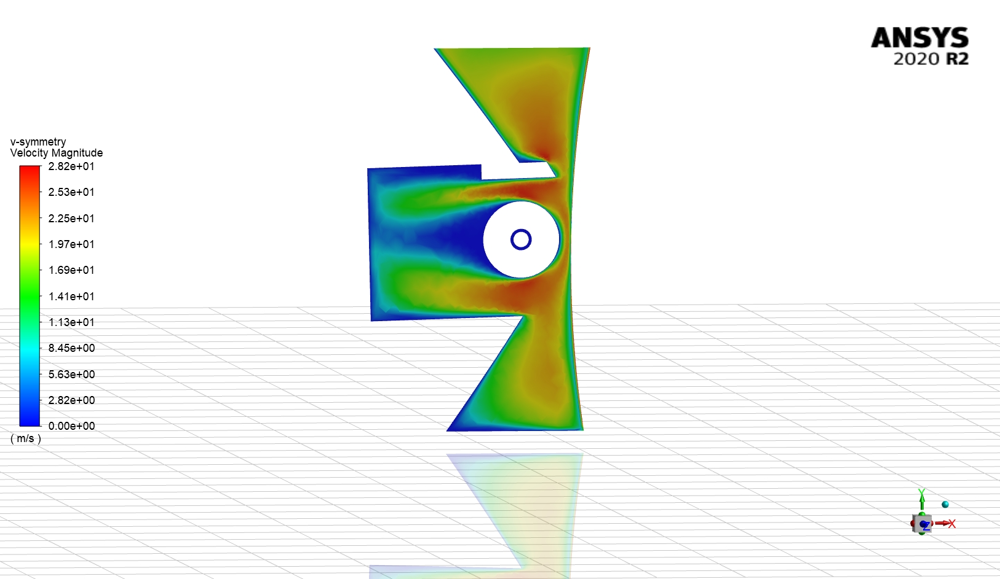 ANSYS
2020 R2
v-symmetry
Velocity Magnitude
2.82e+01
2.53e+01
2.25e+01
1.97e+01
1.69e+01
1.41e+01
1.13e+01
8.45e+00
5.63e+00
2.82e+00
0.00e+00
( m/s )
Y
Z
X